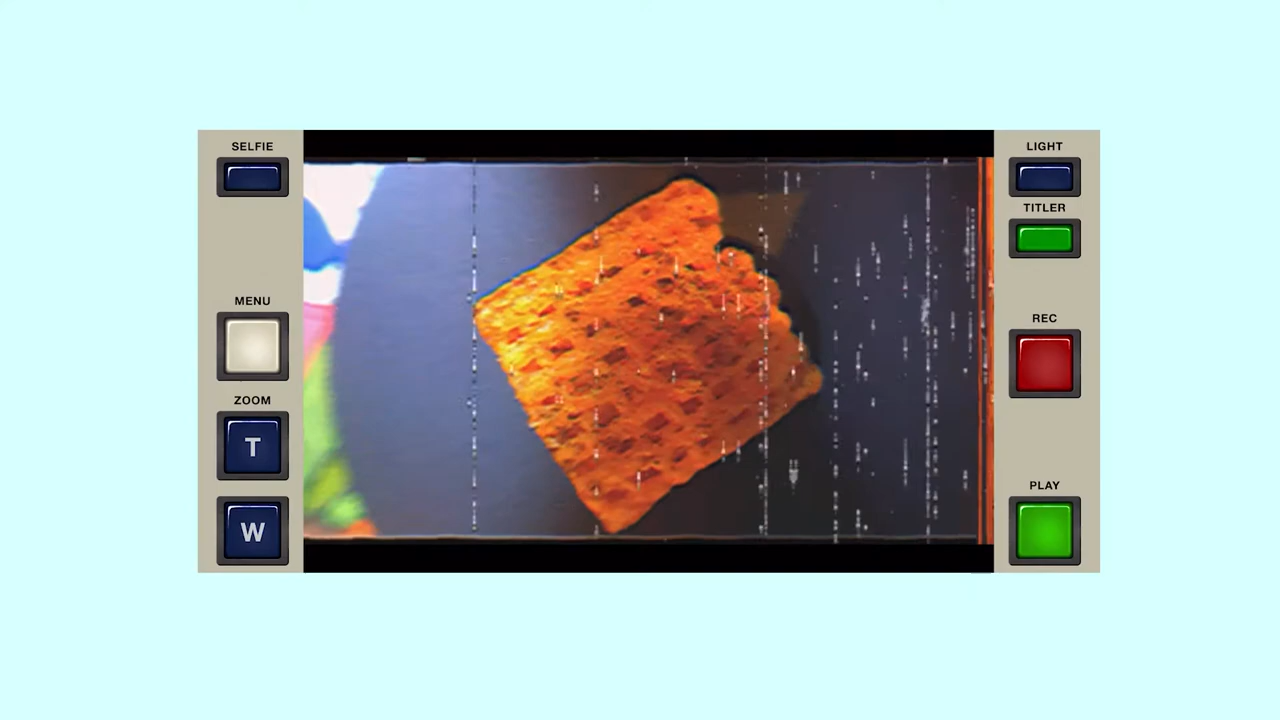 SELFIE
MENU
ZOOM
T
W
LIGHT
TITLER
REC
PLAY